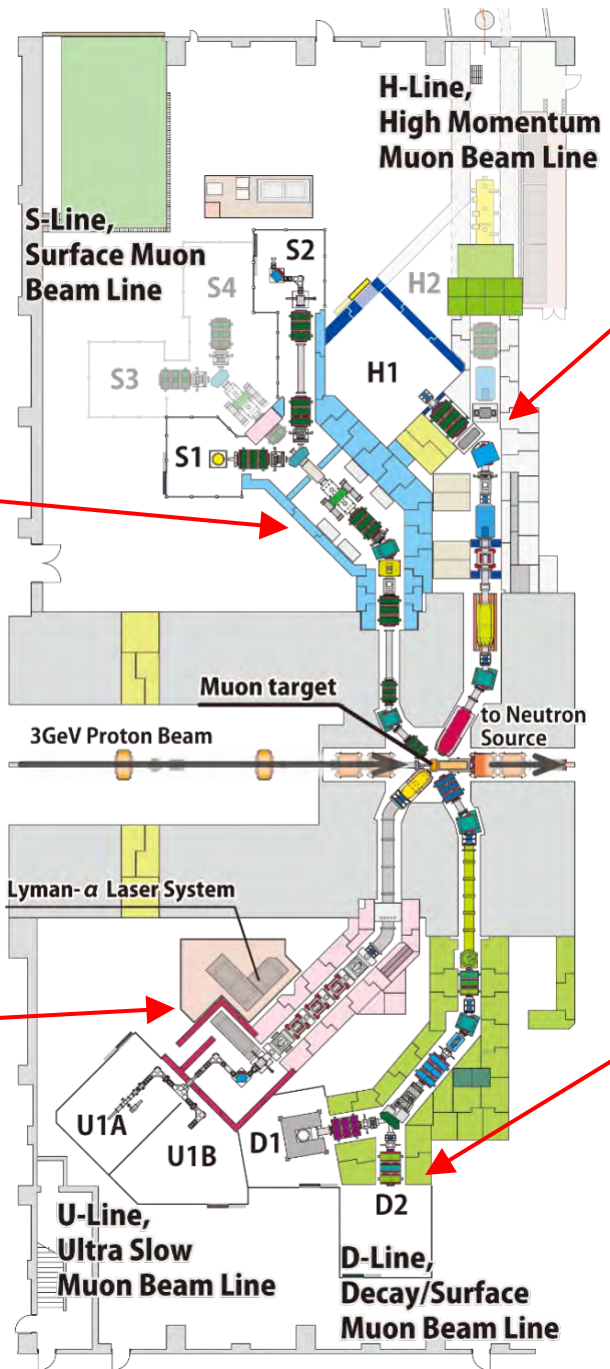 H-Line,
High Momentum
Muon Beam Line
S-Line,
Surface Muon
Beam Line
S2
S4
H2
S3
H1
S1
Muon target
to Neutron
Source
3GeV Proton Beam
Lyman-α Laser System
U1A
U1B
D1
D2
U-Line,
Ultra Slow
Muon Beam Line
D-Line,
Decay/Surface
Muon Beam Line